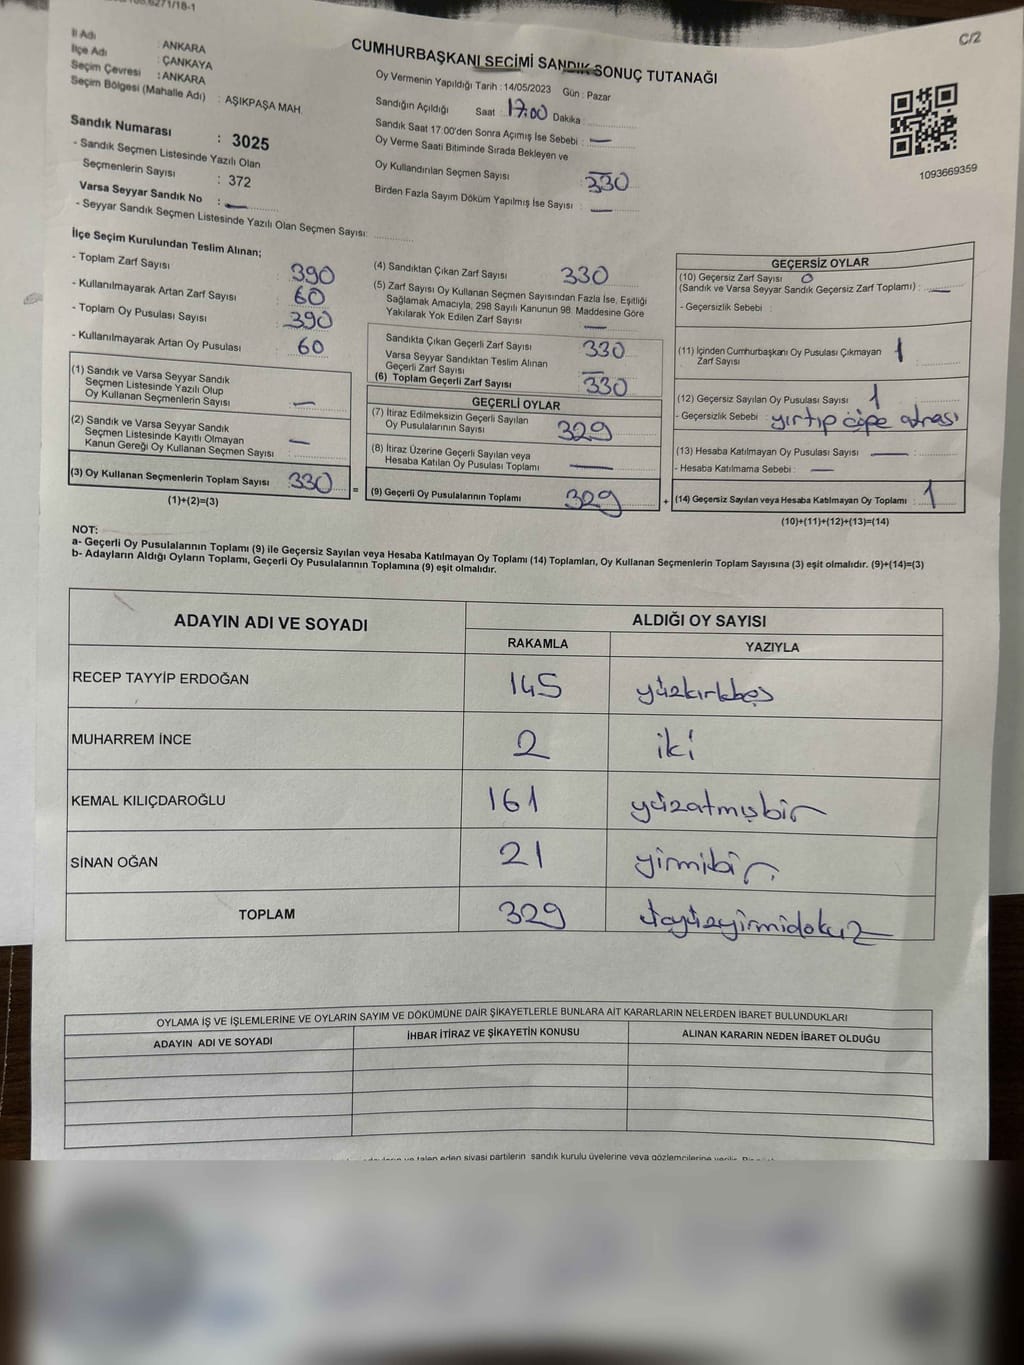 6271/18-1
C/2
İl Adı : ANKARA
İlçe Adı : ÇANKAYA
Seçim Çevresi : ANKARA
Seçim Bölgesi (Mahalle Adı) : AŞIKPAŞA MAH.
Sandık Numarası : 3025
- Sandık Seçmen Listesinde Yazılı Olan
Seçmenlerin Sayısı : 372
Varsa Seyyar Sandık No : —
- Seyyar Sandık Seçmen Listesinde Yazılı Olan Seçmen Sayısı:
CUMHURBAŞKANI SEÇİMİ SANDIK SONUÇ TUTANAĞI
Oy Vermenin Yapıldığı Tarih : 14/05/2023 Gün : Pazar
Sandığın Açıldığı Saat : 17:00 Dakika :
Sandık Saat 17.00'den Sonra Açımış İse Sebebi : —
Oy Verme Saati Bitiminde Sırada Bekleyen ve
Oy Kullandırılan Seçmen Sayısı : 330
Birden Fazla Sayım Döküm Yapılmış İse Sayısı : —
1093669359
İlçe Seçim Kurulundan Teslim Alınan;
- Toplam Zarf Sayısı : 390
- Kullanılmayarak Artan Zarf Sayısı : 60
- Toplam Oy Pusulası Sayısı : 390
- Kullanılmayarak Artan Oy Pusulası : 60
(1) Sandık ve Varsa Seyyar Sandık
Seçmen Listesinde Yazılı Olup
Oy Kullanan Seçmenlerin Sayısı : —
(2) Sandık ve Varsa Seyyar Sandık
Seçmen Listesinde Kayıtlı Olmayan
Kanun Gereği Oy Kullanan Seçmen Sayısı : —
(3) Oy Kullanan Seçmenlerin Toplam Sayısı : 330
(1)+(2)=(3)
=
(4) Sandıktan Çıkan Zarf Sayısı : 330
(5) Zarf Sayısı Oy Kullanan Seçmen Sayısından Fazla İse, Eşitliği
Sağlamak Amacıyla, 298 Sayılı Kanunun 98. Maddesine Göre
Yakılarak Yok Edilen Zarf Sayısı : —
Sandıkta Çıkan Geçerli Zarf Sayısı : 330
Varsa Seyyar Sandıktan Teslim Alınan
Geçerli Zarf Sayısı : —
(6) Toplam Geçerli Zarf Sayısı : 330
GEÇERLİ OYLAR
(7) İtiraz Edilmeksizin Geçerli Sayılan
Oy Pusulalarının Sayısı : 329
(8) İtiraz Üzerine Geçerli Sayılan veya
Hesaba Katılan Oy Pusulası Toplamı : —
(9) Geçerli Oy Pusulalarının Toplamı : 329
+
GEÇERSİZ OYLAR
(10) Geçersiz Zarf Sayısı 0
(Sandık ve Varsa Seyyar Sandık Geçersiz Zarf Toplamı) : —
- Geçersizlik Sebebi :
(11) İçinden Cumhurbaşkanı Oy Pusulası Çıkmayan 1
Zarf Sayısı :
(12) Geçersiz Sayılan Oy Pusulası Sayısı : 1
- Geçersizlik Sebebi : yırtıp çöpe atması
(13) Hesaba Katılmayan Oy Pusulası Sayısı — :
- Hesaba Katılmama Sebebi : —
(14) Geçersiz Sayılan veya Hesaba Katılmayan Oy Toplamı : 1
(10)+(11)+(12)+(13)=(14)
NOT:
a- Geçerli Oy Pusulalarının Toplamı (9) ile Geçersiz Sayılan veya Hesaba Katılmayan Oy Toplamı (14) Toplamları, Oy Kullanan Seçmenlerin Toplam Sayısına (3) eşit olmalıdır. (9)+(14)=(3)
b- Adayların Aldığı Oyların Toplamı, Geçerli Oy Pusulalarının Toplamına (9) eşit olmalıdır.
ADAYIN ADI VE SOYADI ALDIĞI OY SAYISI
RAKAMLA YAZIYLA
RECEP TAYYİP ERDOĞAN 145 yüzkırkbeş
MUHARREM İNCE 2 iki
KEMAL KILIÇDAROĞLU 161 yüzatmışbir
SİNAN OĞAN 21 yirmibir
TOPLAM 329 üçyüzyirmidokuz
OYLAMA İŞ VE İŞLEMLERİNE VE OYLARIN SAYIM VE DÖKÜMÜNE DAİR ŞİKAYETLERLE BUNLARA AİT KARARLARIN NELERDEN İBARET BULUNDUKLARI
ADAYIN ADI VE SOYADI İHBAR İTİRAZ VE ŞİKAYETİN KONUSU ALINAN KARARIN NEDEN İBARET OLDUĞU
talep eden siyasi partilerin sandık kurulu üyelerine veya gözlemcilerine verilir.